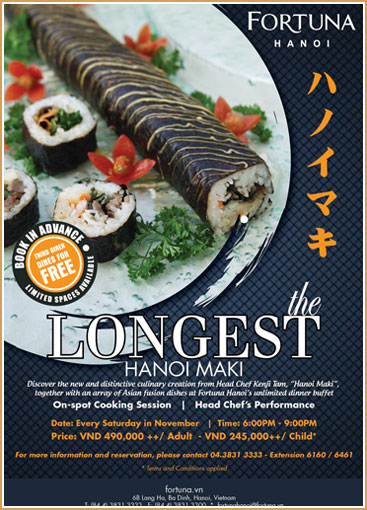 FORTUNA
HANOI
ハノイマキ
BOOK IN ADVANCE
THIRD DINER
DINES FOR
FREE
LIMITED SPACES AVAILABLE
the
LONGEST
HANOI MAKI
Discover the new and distinctive culinary creation from Head Chef Kenji Tam, "Hanoi Maki",
together with an array of Asian fusion dishes at Fortuna Hanoi's unlimited dinner buffet
On-spot Cooking Session | Head Chef's Performance
Date: Every Saturday in November | Time: 6:00PM - 9:00PM
Price: VND 490,000 ++/ Adult - VND 245,000++/ Child*
For more information and reservation, please contact 04.3831 3333 - Extension 6160 / 6461
* Terms and Conditions applied
fortuna.vn
6B Lang Ha, Ba Dinh, Hanoi, Vietnam